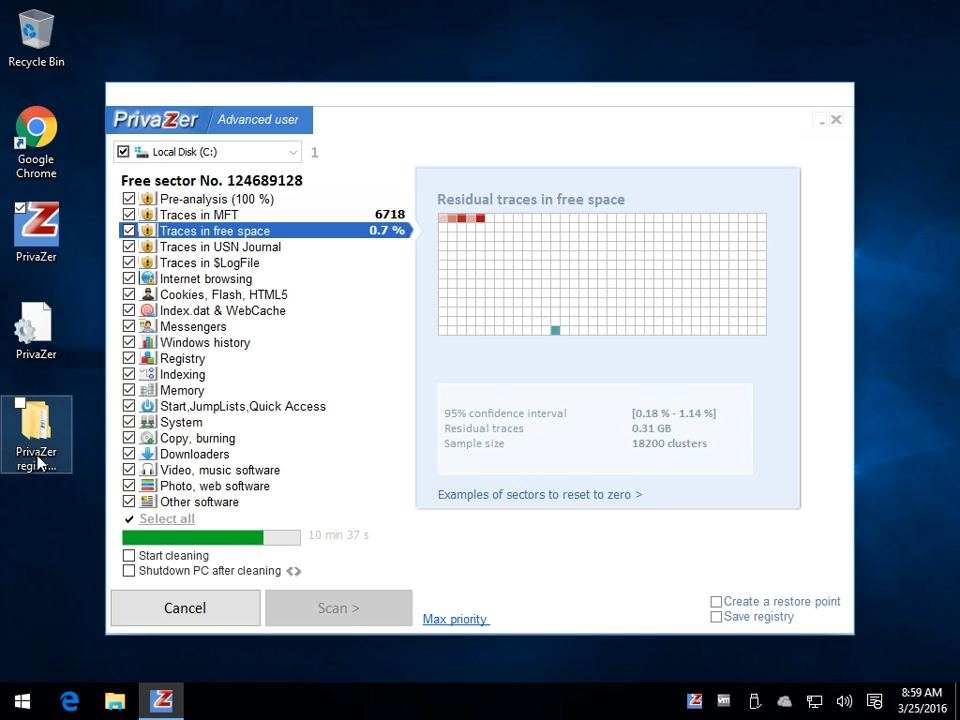 Recycle Bin
Google
Chrome
PrivaZer
PrivaZer
PrivaZer
regi...
PrivaZer
Advanced user
Local Disk (C:)
1
Free sector No. 124689128
Pre-analysis (100 %)
Traces in MFT 6718
Traces in free space 0.7 %
Traces in USN Journal
Traces in $LogFile
Internet browsing
Cookies, Flash, HTML5
Index.dat & WebCache
Messengers
Windows history
Registry
Indexing
Memory
Start,JumpLists,Quick Access
System
Copy, burning
Downloaders
Video, music software
Photo, web software
Other software
Select all
10 min 37 s
Start cleaning
Shutdown PC after cleaning
Cancel
Scan >
Max priority
Residual traces in free space
95% confidence interval [0.18 % - 1.14 %]
Residual traces 0.31 GB
Sample size 18200 clusters
Examples of sectors to reset to zero >
Create a restore point
Save registry
8:59 AM
3/25/2016